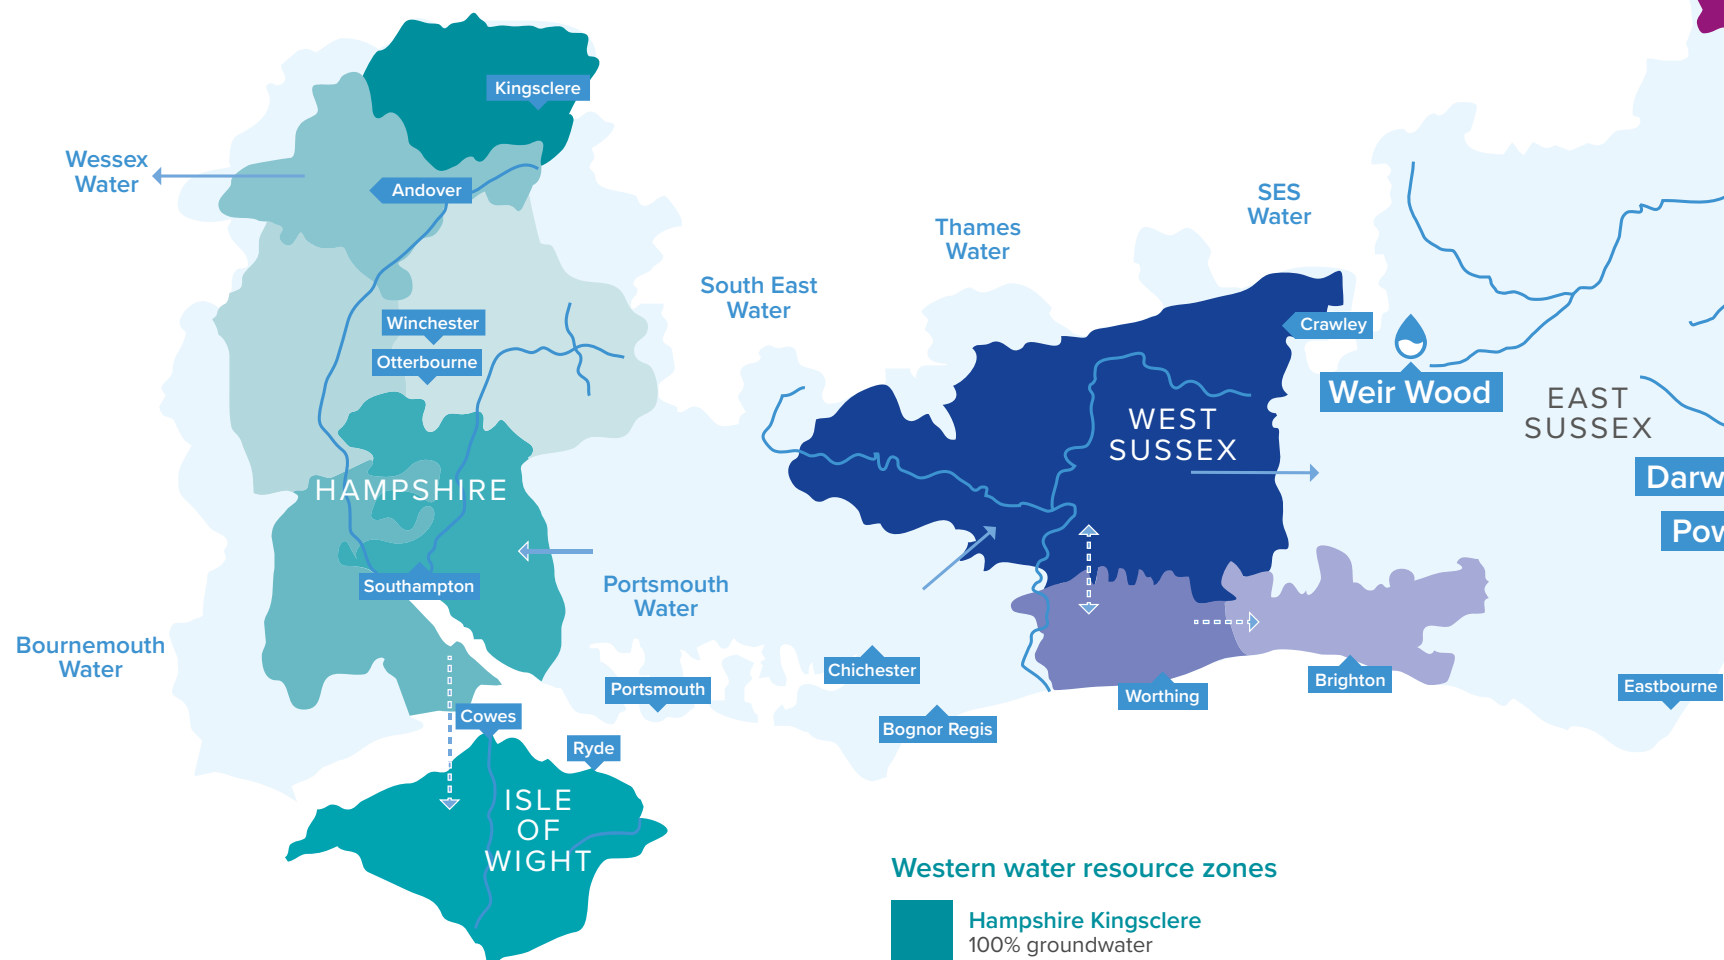 Kingsclere
Wessex
Water
Andover
SES
Water
Thames
Water
South East
Water
Winchester
Crawley
Otterbourne
Weir Wood
EAST
SUSSEX
WEST
SUSSEX
HAMPSHIRE
Darw
Pow
Southampton
Portsmouth
Water
Bournemouth
Water
Chichester
Portsmouth
Brighton
Eastbourne
Worthing
Cowes
Bognor Regis
Ryde
ISLE
OF
WIGHT
Western water resource zones
Hampshire Kingsclere
100% groundwater